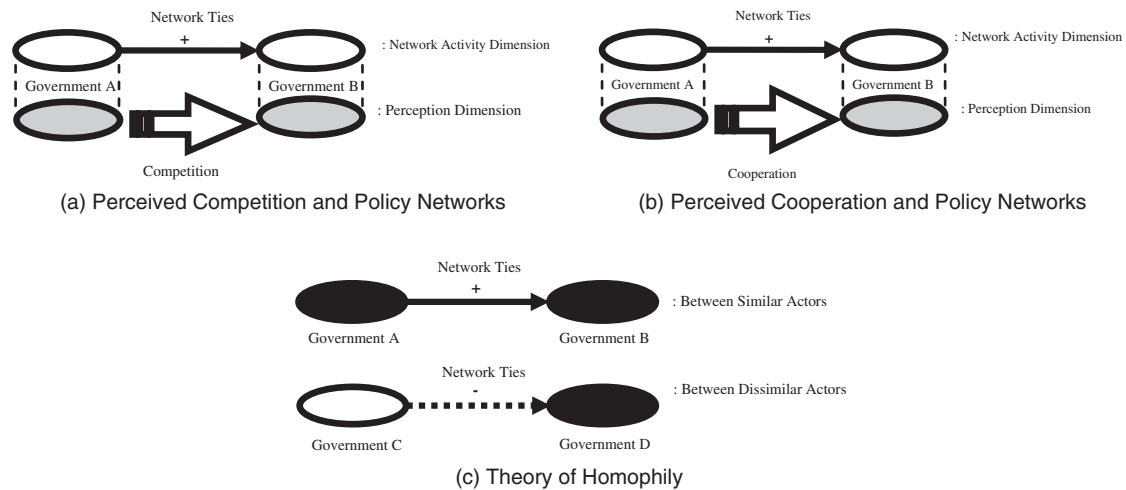 Network Ties
+
: Network Activity Dimension
Government A
Government B
: Perception Dimension
Competition
(a) Perceived Competition and Policy Networks
Network Ties
+
: Network Activity Dimension
Government A
Government B
: Perception Dimension
Cooperation
(b) Perceived Cooperation and Policy Networks
Network Ties
+
: Between Similar Actors
Government A
Government B
Network Ties
-
: Between Dissimilar Actors
Government C
Government D
(c) Theory of Homophily